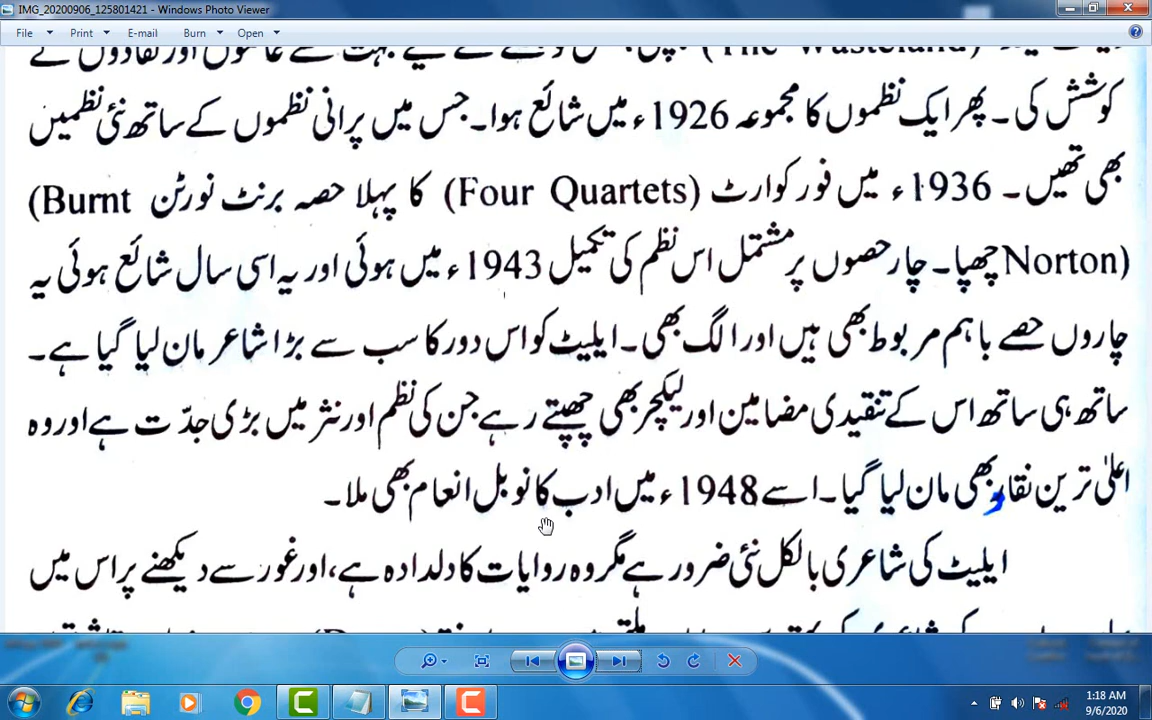 IMG_20200906_125801421 - Windows Photo Viewer
File Print E-mail Burn Open
(The Wasteland)
کوشش کی۔ پھر ایک نظموں کا مجموعہ 1926ء میں شائع ہوا۔ جس میں پرانی نظموں کے ساتھ نئی نظمیں
بھی تھیں۔ 1936ء میں فور کوارٹ (Four Quartets) کا پہلا حصہ برنٹ نورٹن (Burnt
Norton) چھپا۔ چار حصوں پر مشتمل اس نظم کی تکمیل 1943ء میں ہوئی اور یہ اسی سال شائع ہوئی یہ
چاروں حصے باہم مربوط بھی ہیں اور الگ بھی۔ ایلیٹ کو اس دور کا سب سے بڑا شاعر مان لیا گیا ہے۔
ساتھ ہی ساتھ اس کے تنقیدی مضامین اور لیکچر بھی چھپتے رہے جن کی نظم اور نثر میں بڑی جدّت ہے اور وہ
اعلیٰ ترین نقاد بھی مان لیا گیا۔ اسے 1948ء میں ادب کا نوبل انعام بھی ملا۔
ایلیٹ کی شاعری بالکل نئی ضرور ہے مگر وہ روایات کا دلدادہ ہے، اور غور سے دیکھنے پر اس میں
1:18 AM
9/6/2020